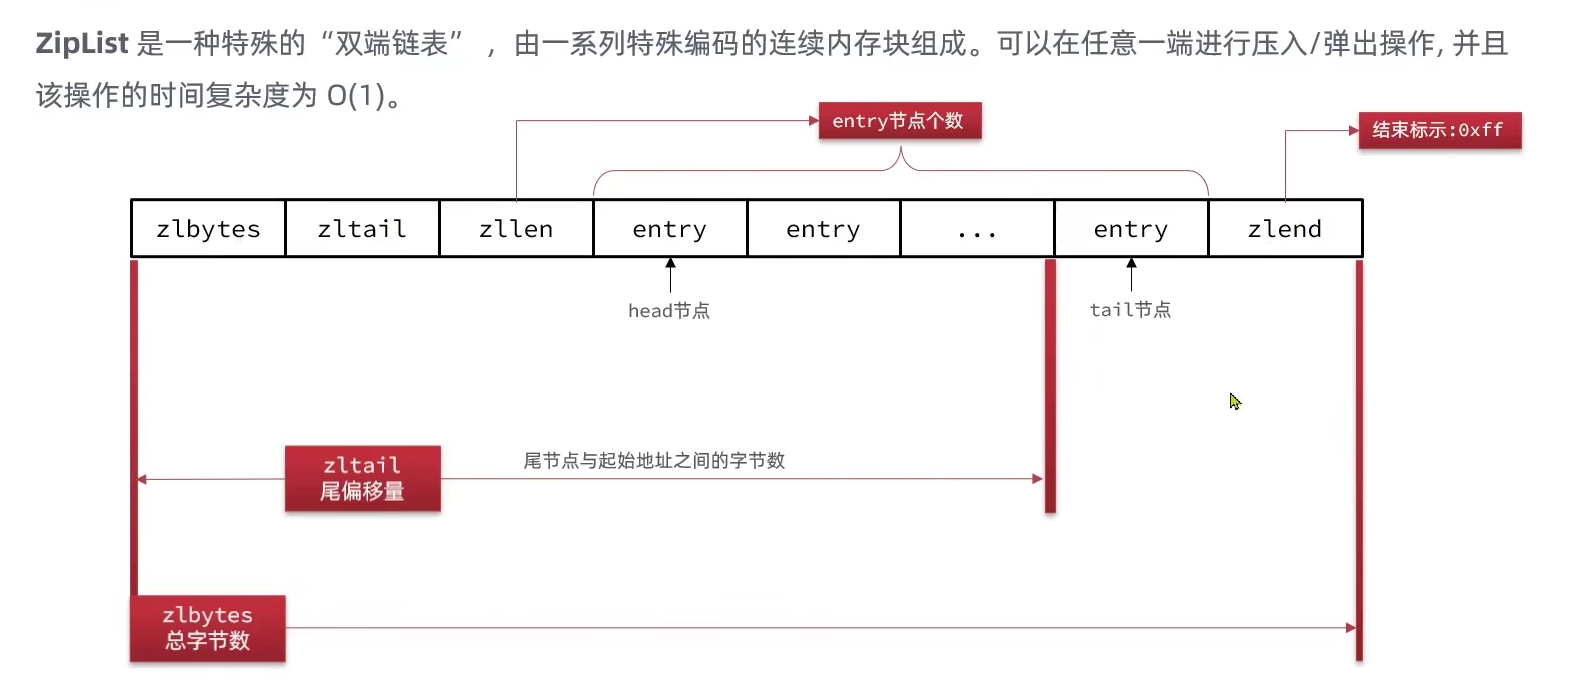 ZipList 是一种特殊的“双端链表” ，由一系列特殊编码的连续内存块组成。可以在任意一端进行压入/弹出操作, 并且
该操作的时间复杂度为 O(1)。
entry节点个数
结束标示:0xff
zlbytes zltail zllen entry entry ... entry zlend
head节点
tail节点
zltail
尾偏移量
尾节点与起始地址之间的字节数
zlbytes
总字节数